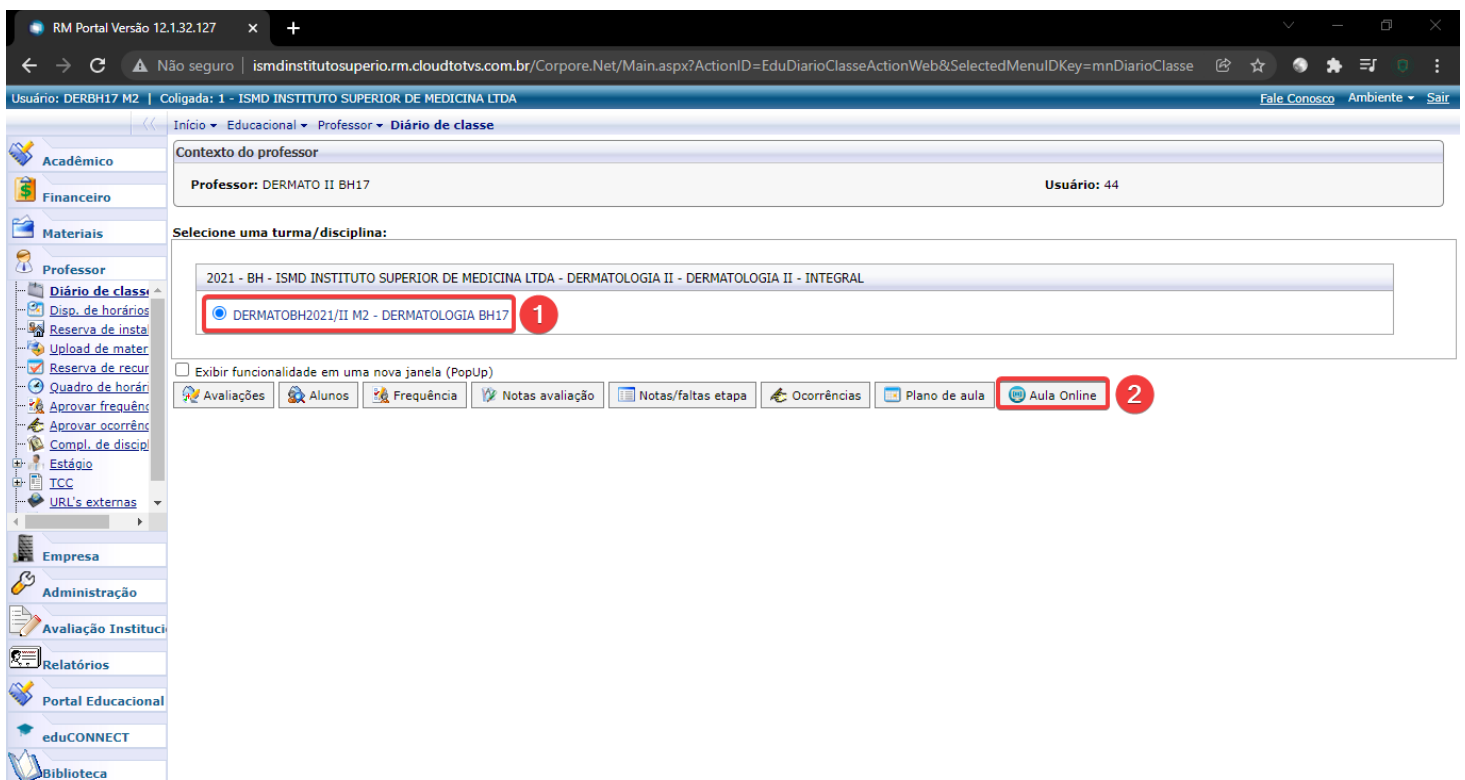 RM Portal Versão 12.1.32.127
Não seguro | ismdinstitutosuperio.rm.cloudtotvs.com.br/Corpore.Net/Main.aspx?ActionID=EduDiarioClasseActionWeb&SelectedMenuIDKey=mnDiarioClasse
Usuário: DERBH17 M2 | Coligada: 1 - ISMD INSTITUTO SUPERIOR DE MEDICINA LTDA
Fale Conosco Ambiente Sair
Início Educacional Professor Diário de classe
Acadêmico
Financeiro
Materiais
Professor
Diário de classe
Disp. de horários
Reserva de instal
Upload de mater
Reserva de recur
Quadro de horári
Aprovar frequênc
Aprovar ocorrênc
Compl. de discipl
Estágio
TCC
URL's externas
Empresa
Administração
Avaliação Instituci
Relatórios
Portal Educacional
eduCONNECT
Biblioteca
Contexto do professor
Professor: DERMATO II BH17
Usuário: 44
Selecione uma turma/disciplina:
2021 - BH - ISMD INSTITUTO SUPERIOR DE MEDICINA LTDA - DERMATOLOGIA II - DERMATOLOGIA II - INTEGRAL
DERMATOBH2021/II M2 - DERMATOLOGIA BH17
1
Exibir funcionalidade em uma nova janela (PopUp)
Avaliações Alunos Frequência Notas avaliação Notas/faltas etapa Ocorrências Plano de aula Aula Online
2